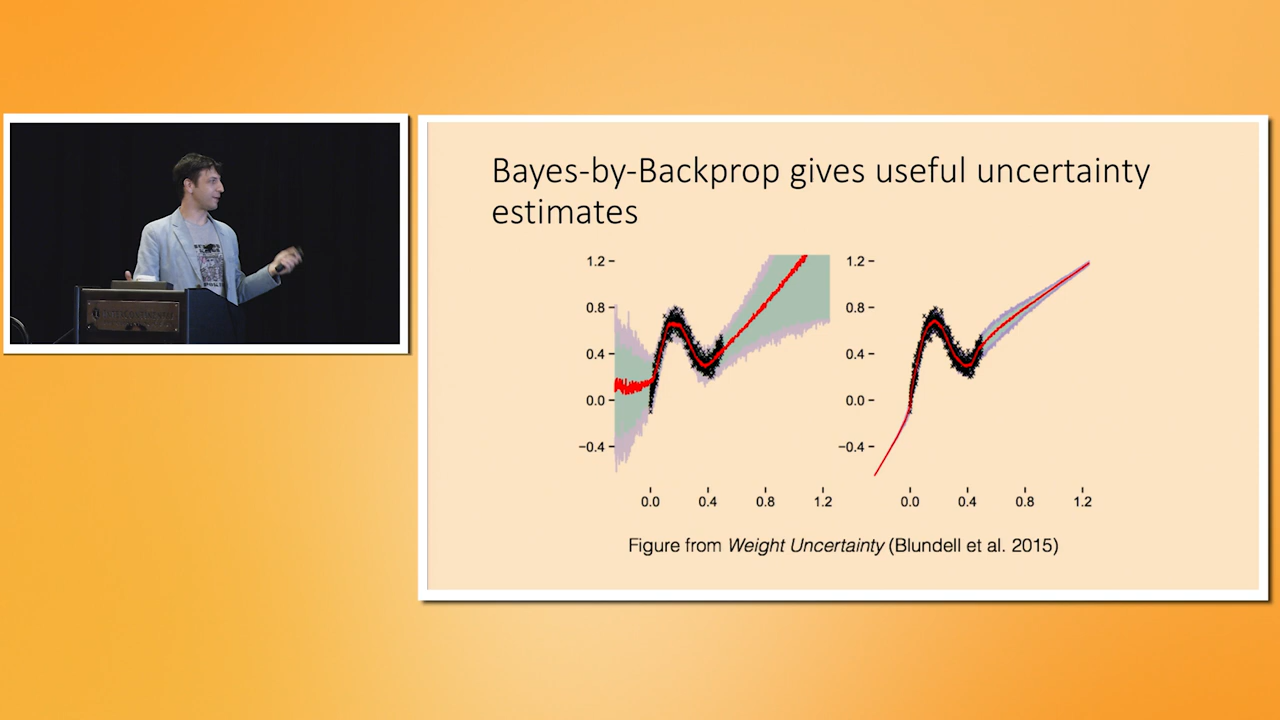 Bayes-by-Backprop gives useful uncertainty
estimates
1.2
0.8
0.4
0.0
−0.4
0.0 0.4 0.8 1.2
1.2
0.8
0.4
0.0
−0.4
0.0 0.4 0.8 1.2
Figure from Weight Uncertainty (Blundell et al. 2015)